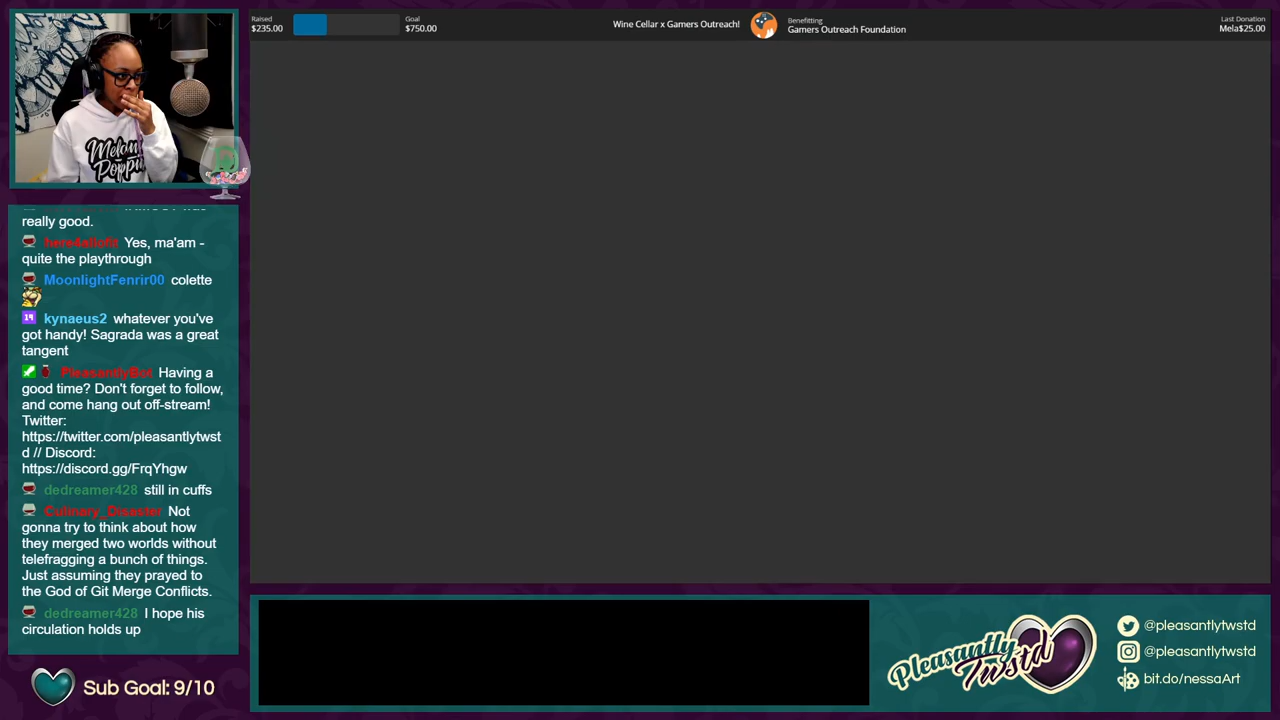 Raised
$235.00
Goal
$750.00
Wine Cellar x Gamers Outreach!
Benefitting
Gamers Outreach Foundation
Last Donation
Mela$25.00
Melan
Poppin
really good.
Yes, ma'am -
quite the playthrough
MoonlightFenrir00 colette
kynaeus2 whatever you've
got handy! Sagrada was a great
tangent
PleasantlyBot Having a
good time? Don't forget to follow,
and come hang out off-stream!
Twitter:
https://twitter.com/pleasantlytwst
d // Discord:
https://discord.gg/FrqYhgw
dedreamer428 still in cuffs
Culinary_Disaster Not
gonna try to think about how
they merged two worlds without
telefragging a bunch of things.
Just assuming they prayed to
the God of Git Merge Conflicts.
dedreamer428 I hope his
circulation holds up
Sub Goal: 9/10
Pleasantly
Twstd
@pleasantlytwstd
@pleasantlytwstd
bit.do/nessaArt